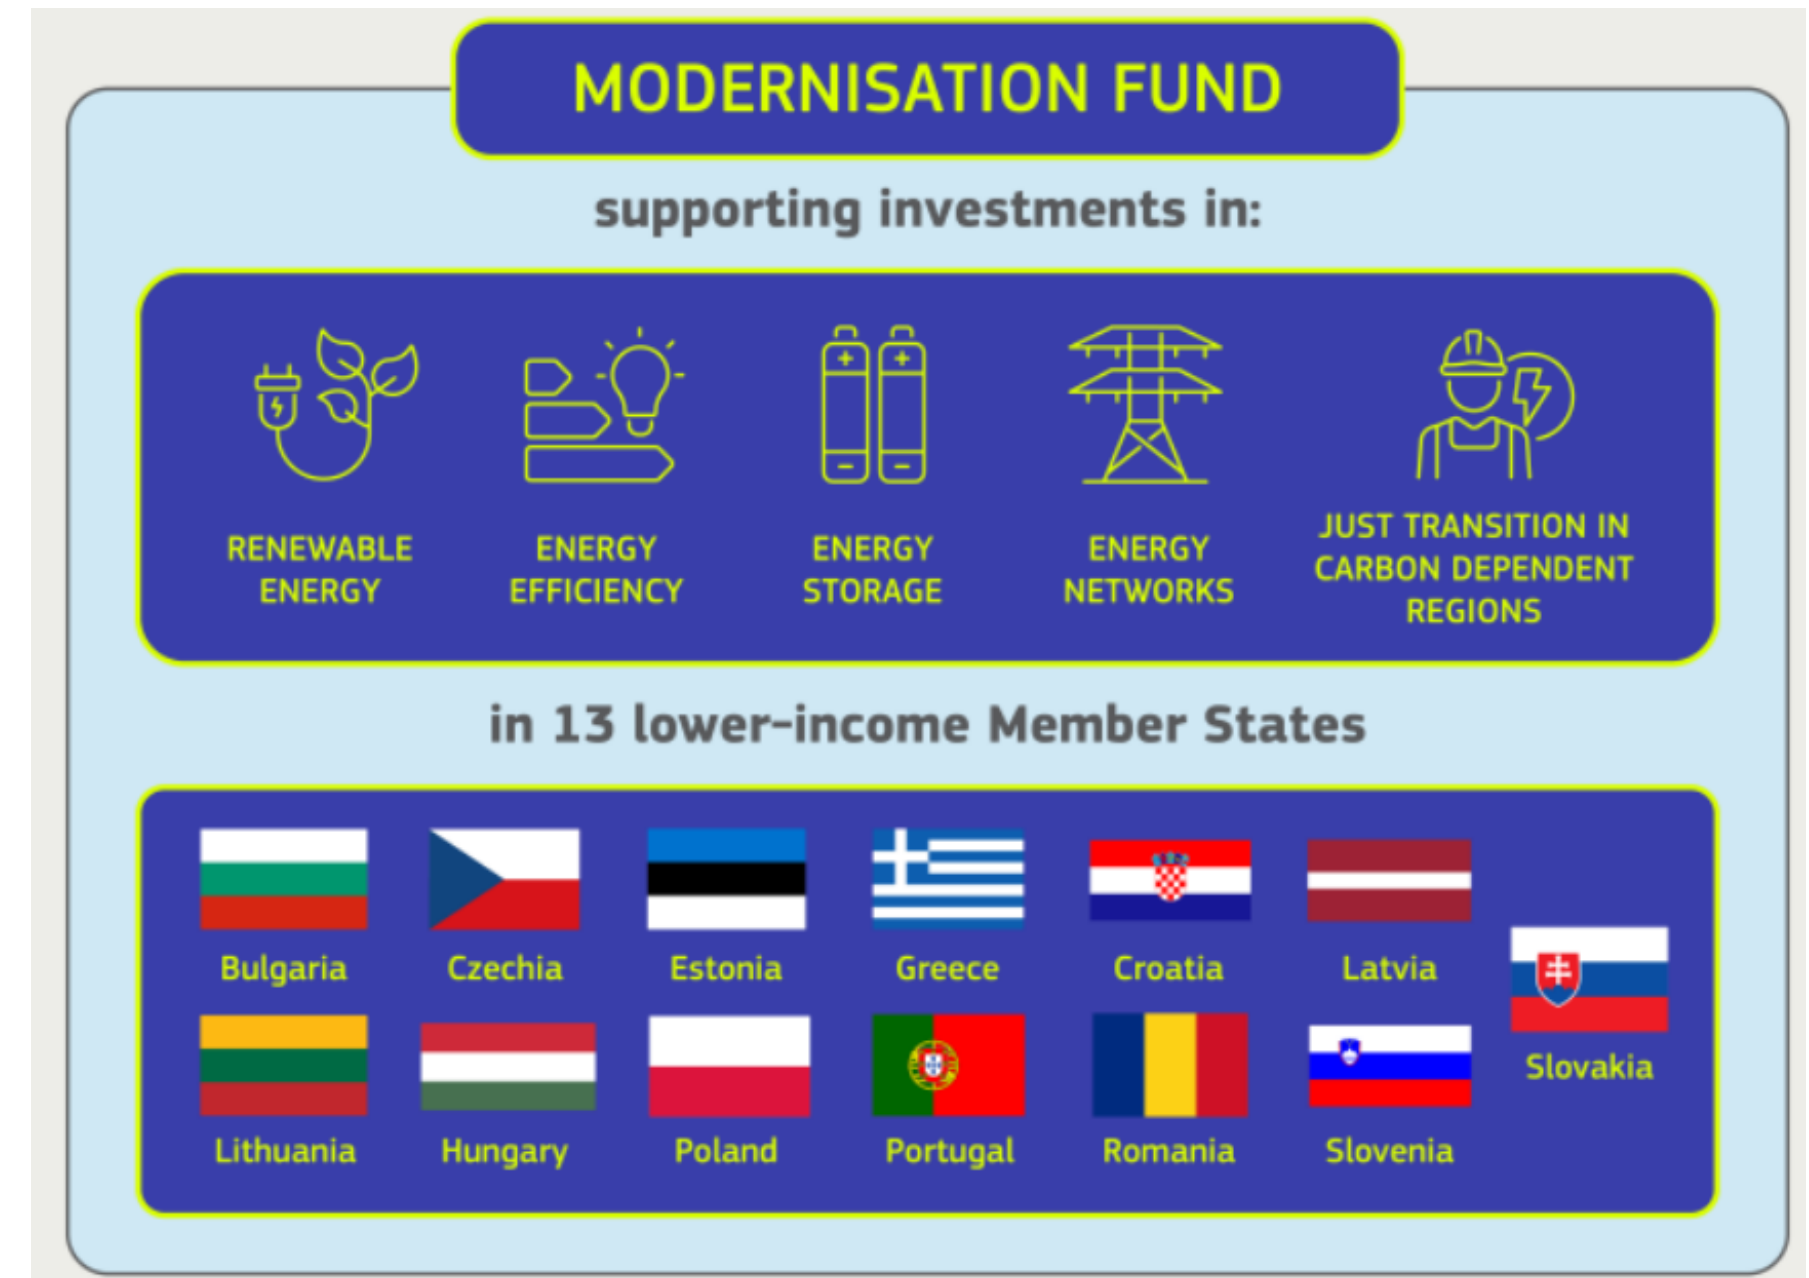 MODERNISATION FUND
supporting investments in:
RENEWABLE
ENERGY
ENERGY
EFFICIENCY
ENERGY
STORAGE
ENERGY
NETWORKS
JUST TRANSITION IN
CARBON DEPENDENT
REGIONS
in 13 lower-income Member States
Bulgaria
Czechia
Estonia
Greece
Croatia
Latvia
Slovakia
Lithuania
Hungary
Poland
Portugal
Romania
Slovenia